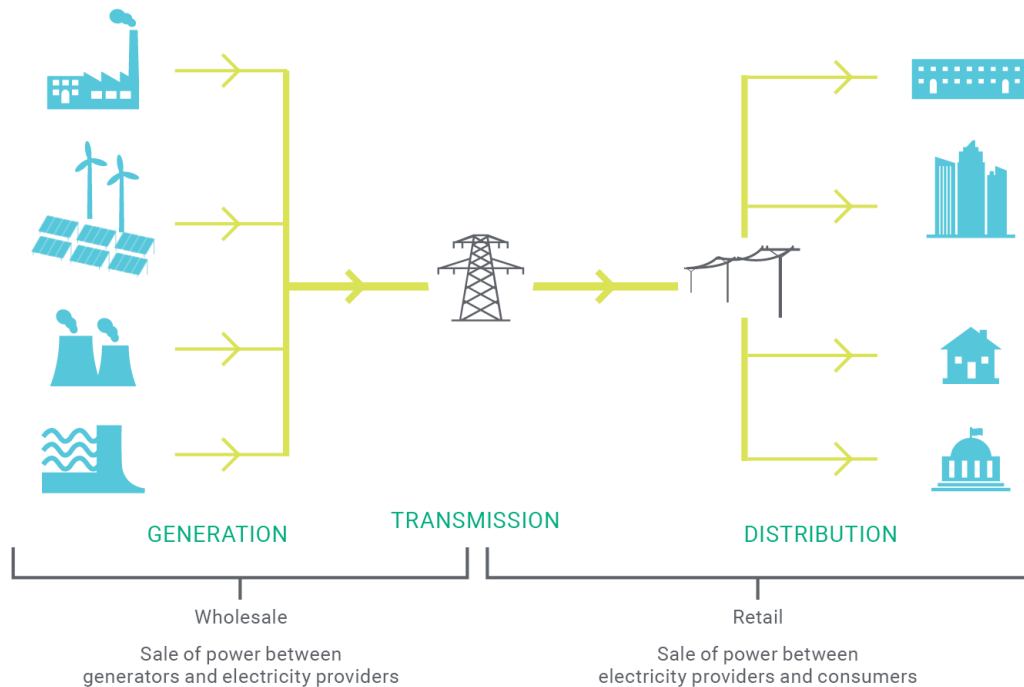 GENERATION
TRANSMISSION
DISTRIBUTION
Wholesale
Sale of power between
generators and electricity providers
Retail
Sale of power between
electricity providers and consumers